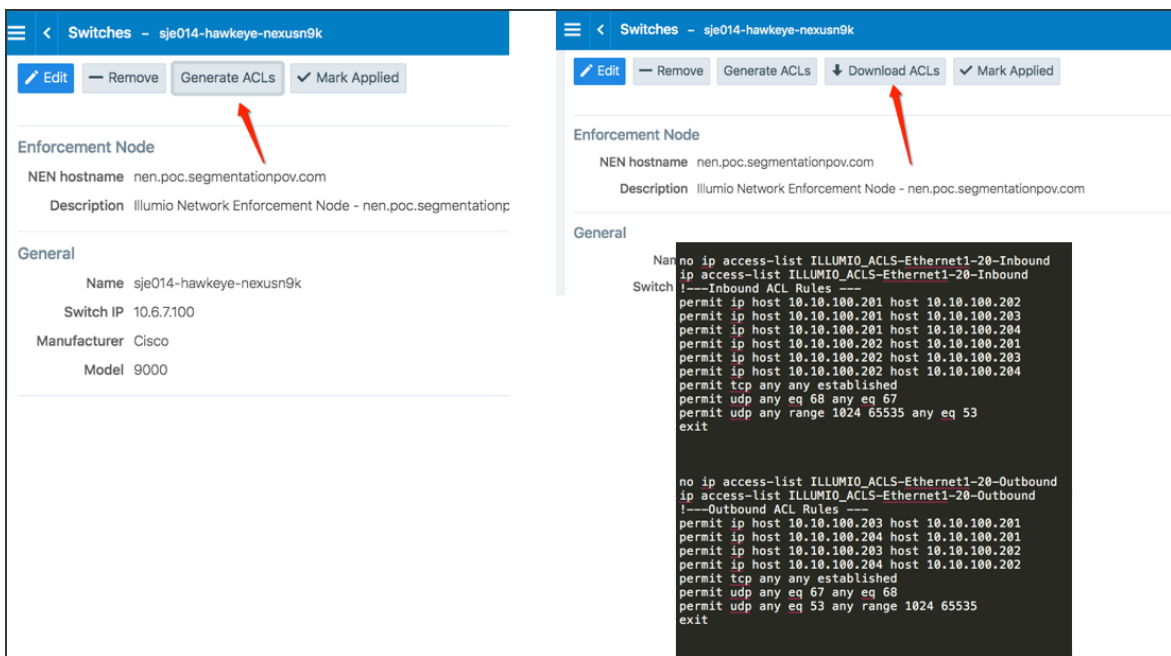 Switches – sje014-hawkeye-nexusn9k
Edit
Remove
Generate ACLs
Mark Applied
Enforcement Node
NEN hostname nen.poc.segmentationpov.com
Description Illumio Network Enforcement Node - nen.poc.segmentationp
General
Name sje014-hawkeye-nexusn9k
Switch IP 10.6.7.100
Manufacturer Cisco
Model 9000
Switches – sje014-hawkeye-nexusn9k
Edit
Remove
Generate ACLs
Download ACLs
Mark Applied
Enforcement Node
NEN hostname nen.poc.segmentationpov.com
Description Illumio Network Enforcement Node - nen.poc.segmentationpov.com
General
Nan
Switch
no ip access-list ILLUMIO_ACLS-Ethernet1-20-Inbound
ip access-list ILLUMIO_ACLS-Ethernet1-20-Inbound
!---Inbound ACL Rules ---
permit ip host 10.10.100.201 host 10.10.100.202
permit ip host 10.10.100.201 host 10.10.100.203
permit ip host 10.10.100.201 host 10.10.100.204
permit ip host 10.10.100.202 host 10.10.100.201
permit ip host 10.10.100.202 host 10.10.100.203
permit ip host 10.10.100.202 host 10.10.100.204
permit tcp any any established
permit udp any eq 68 any eq 67
permit udp any range 1024 65535 any eq 53
exit
no ip access-list ILLUMIO_ACLS-Ethernet1-20-Outbound
ip access-list ILLUMIO_ACLS-Ethernet1-20-Outbound
!---Outbound ACL Rules ---
permit ip host 10.10.100.203 host 10.10.100.201
permit ip host 10.10.100.204 host 10.10.100.201
permit ip host 10.10.100.203 host 10.10.100.202
permit ip host 10.10.100.204 host 10.10.100.202
permit tcp any any established
permit udp any eq 67 any eq 68
permit udp any eq 53 any range 1024 65535
exit